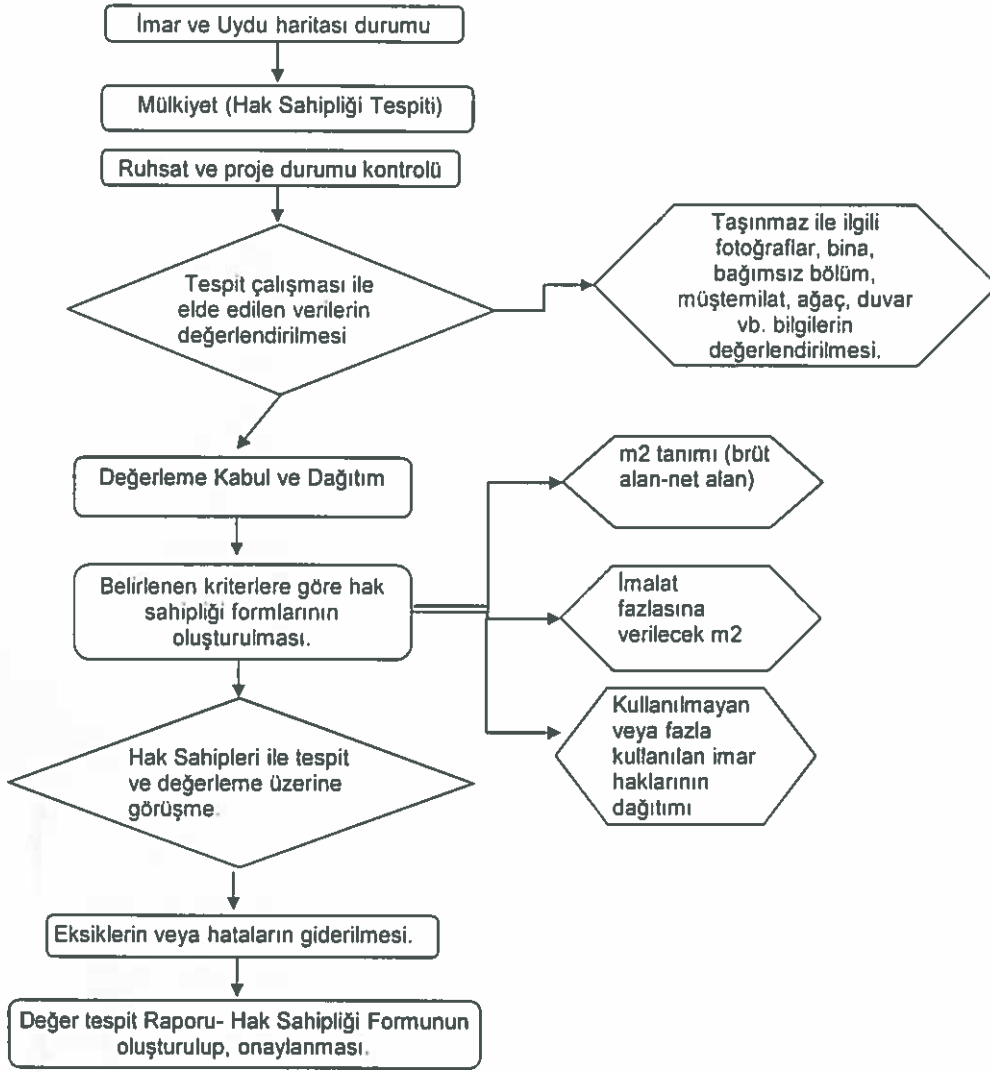 İmar ve Uydu haritası durumu
Mülkiyet (Hak Sahipliği Tespiti)
Ruhsat ve proje durumu kontrolü
Tespit çalışması ile
elde edilen verilerin
değerlendirilmesi
Taşınmaz ile ilgili
fotoğraflar, bina,
bağımsız bölüm,
müştemilat, ağaç, duvar
vb. bilgilerin
değerlendirilmesi.
Değerleme Kabul ve Dağıtım
m2 tanımı (brüt
alan-net alan)
Belirlenen kriterlere göre hak
sahipliği formlarının
oluşturulması.
İmalat
fazlasına
verilecek m2
Kullanılmayan
veya fazla
kullanılan imar
haklarının
dağıtımı
Hak Sahipleri ile tespit
ve değerleme üzerine
görüşme.
Eksiklerin veya hataların giderilmesi.
Değer tespit Raporu- Hak Sahipliği Formunun
oluşturulup, onaylanması.